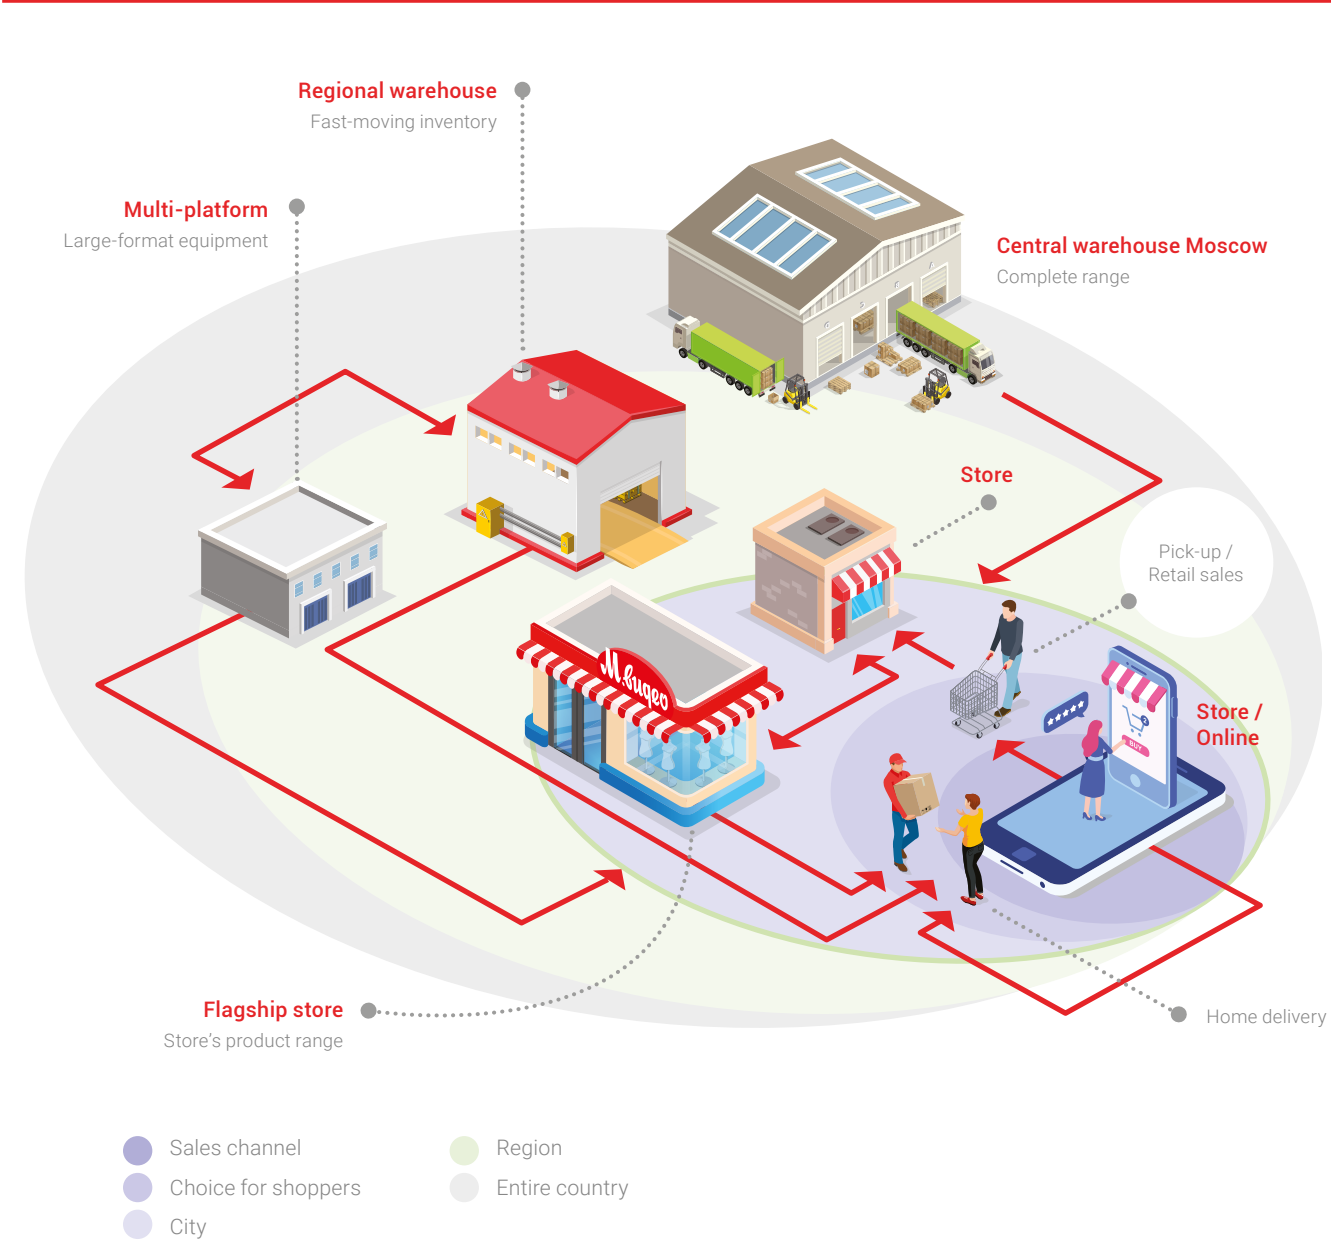 Regional warehouse
Fast-moving inventory
Multi-platform
Large-format equipment
Central warehouse Moscow
Complete range
Store
Pick-up /
Retail sales
М.видео
Store /
Online
BUY
2
Flagship store
Store's product range
Home delivery
Sales channel
Choice for shoppers
City
Region
Entire country